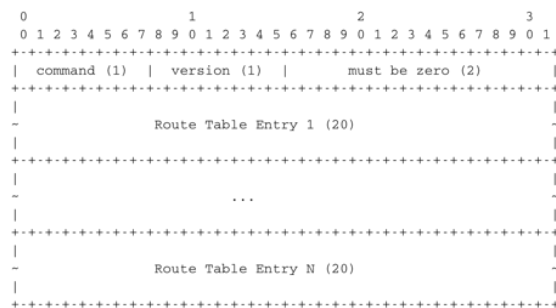 0                   1                   2                   3
0 1 2 3 4 5 6 7 8 9 0 1 2 3 4 5 6 7 8 9 0 1 2 3 4 5 6 7 8 9 0 1
+-+-+-+-+-+-+-+-+-+-+-+-+-+-+-+-+-+-+-+-+-+-+-+-+-+-+-+-+-+-+-+-+
| command (1) | version (1) | must be zero (2) |
+-+-+-+-+-+-+-+-+-+-+-+-+-+-+-+-+-+-+-+-+-+-+-+-+-+-+-+-+-+-+-+-+
| |
~ Route Table Entry 1 (20) ~
| |
+-+-+-+-+-+-+-+-+-+-+-+-+-+-+-+-+-+-+-+-+-+-+-+-+-+-+-+-+-+-+-+-+
| |
~ ... ~
| |
+-+-+-+-+-+-+-+-+-+-+-+-+-+-+-+-+-+-+-+-+-+-+-+-+-+-+-+-+-+-+-+-+
| |
~ Route Table Entry N (20) ~
| |
+-+-+-+-+-+-+-+-+-+-+-+-+-+-+-+-+-+-+-+-+-+-+-+-+-+-+-+-+-+-+-+-+